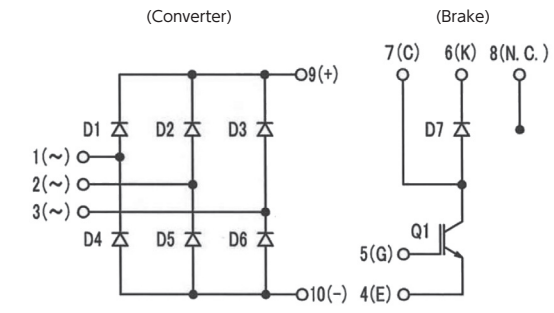 (Converter) (Brake)
7(C) 6(K) 8(N.C.)
9(+)
D1 D2 D3 D7
1(~)
2(~)
3(~)
D4 D5 D6 Q1
5(G)
10(-) 4(E)